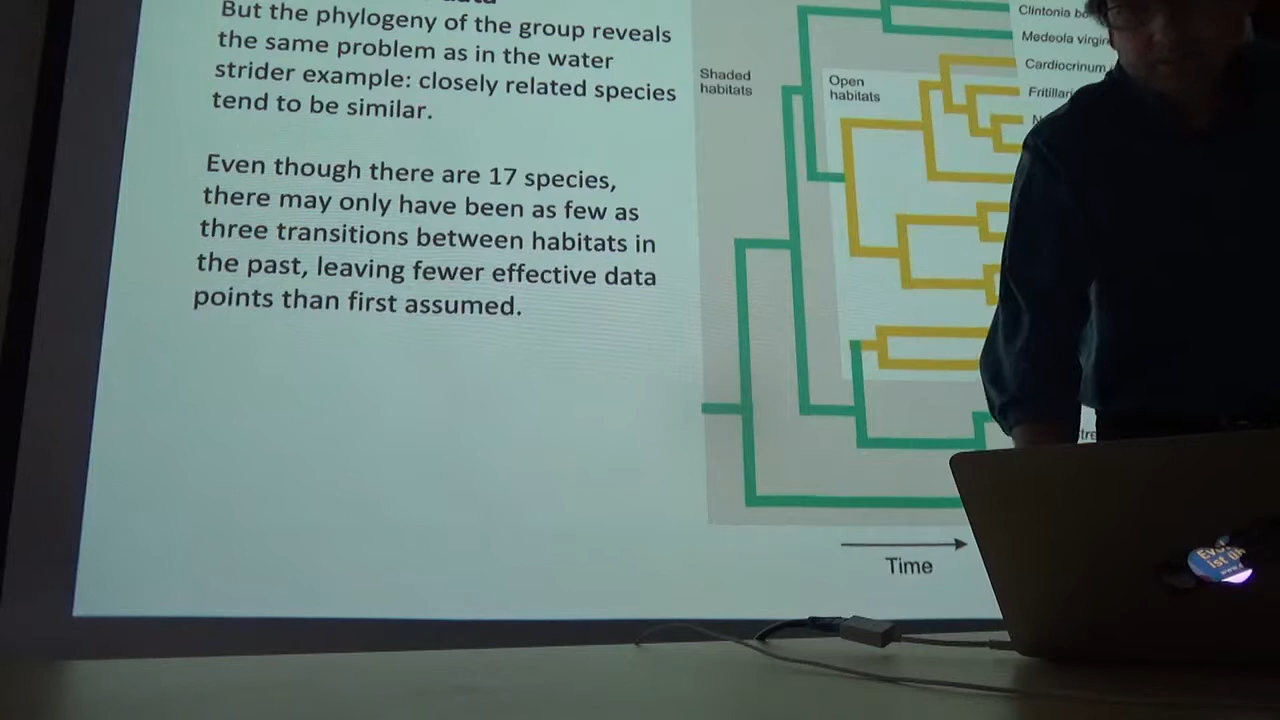 But the phylogeny of the group reveals
the same problem as in the water
strider example: closely related species
tend to be similar.
Even though there are 17 species,
there may only have been as few as
three transitions between habitats in
the past, leaving fewer effective data
points than first assumed.
Shaded
habitats
Open
habitats
Clintonia
Medeola
Cardiocrinum
Time
ist